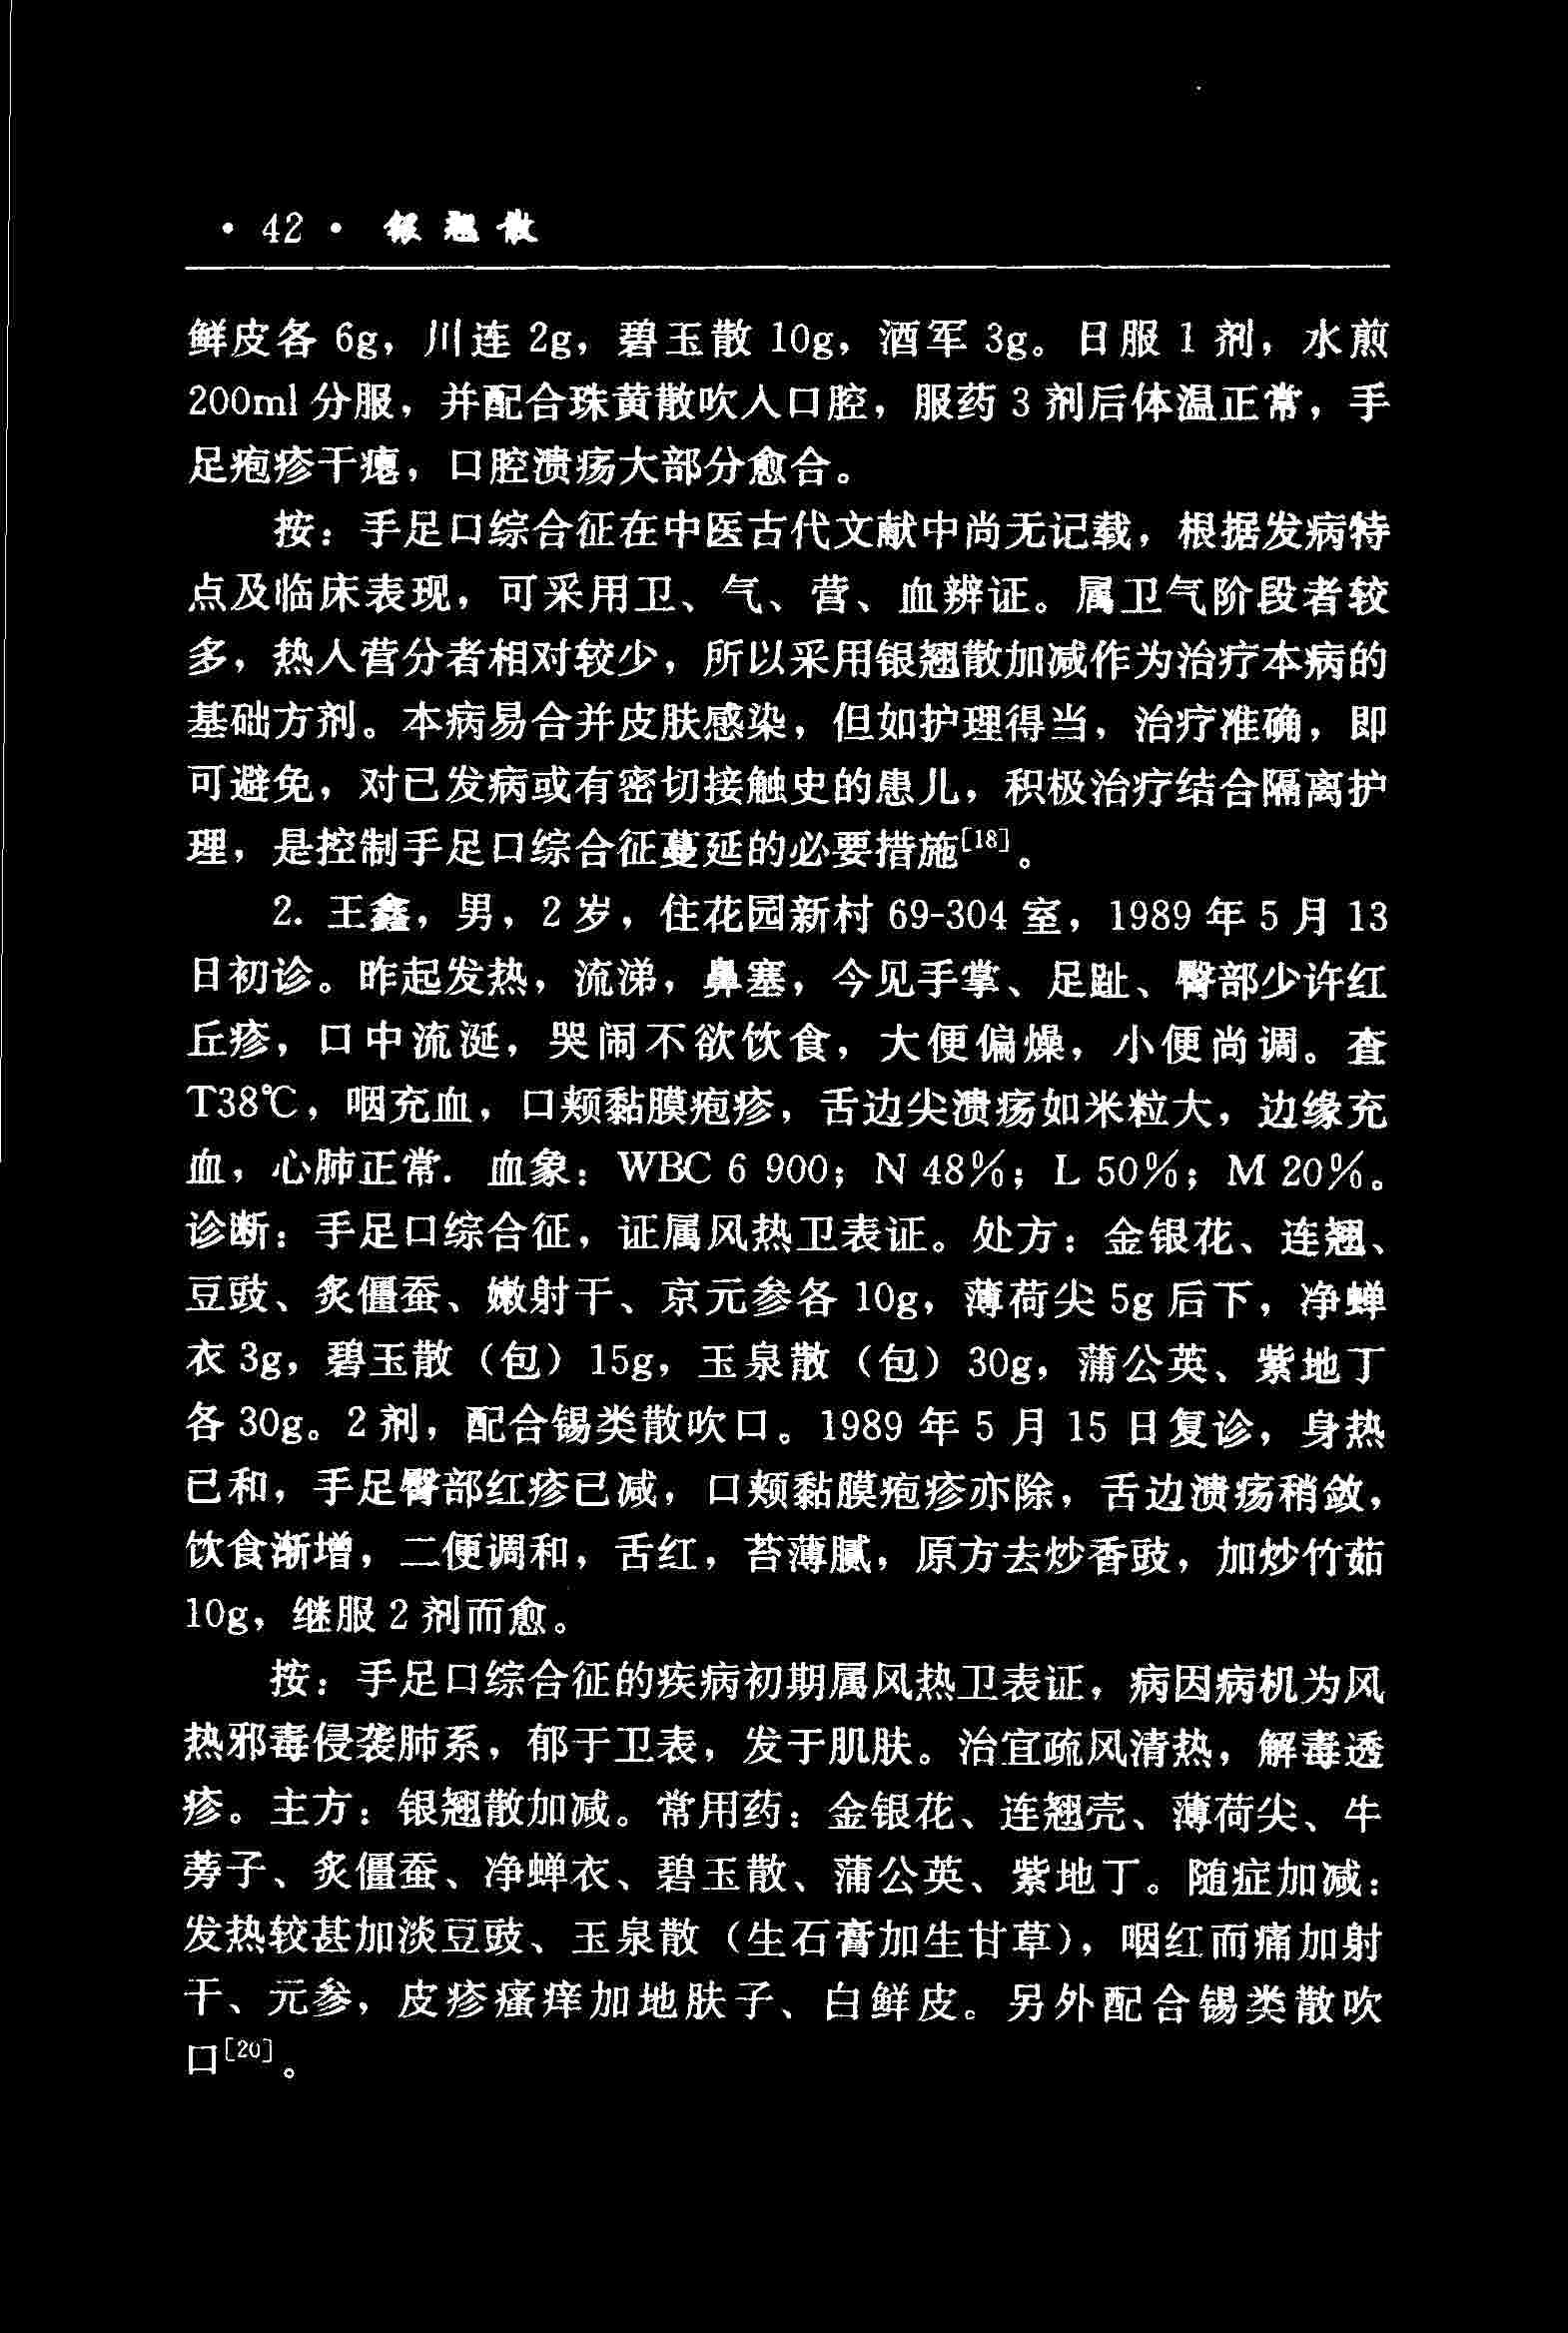 ·42· 银翘散
鲜皮各 6g，川连 2g，碧玉散 10g，酒军 3g。日服 1 剂，水煎
200ml 分服，并配合珠黄散吹入口腔，服药 3 剂后体温正常，手
足疱疹干瘪，口腔溃疡大部分愈合。
按：手足口综合征在中医古代文献中尚无记载，根据发病特
点及临床表现，可采用卫、气、营、血辨证。属卫气阶段者较
多，热入营分者相对较少，所以采用银翘散加减作为治疗本病的
基础方剂。本病易合并皮肤感染，但如护理得当，治疗准确，即
可避免，对已发病或有密切接触史的患儿，积极治疗结合隔离护
理，是控制手足口综合征蔓延的必要措施[18]。
2. 王鑫，男，2 岁，住花园新村 69-304 室，1989 年 5 月 13
日初诊。昨起发热，流涕，鼻塞，今见手掌、足趾、臀部少许红
丘疹，口中流涎，哭闹不欲饮食，大便偏燥，小便尚调。查
T38℃，咽充血，口颊黏膜疱疹，舌边尖溃疡如米粒大，边缘充
血，心肺正常. 血象：WBC 6 900；N 48％；L 50％；M 20％。
诊断：手足口综合征，证属风热卫表证。处方：金银花、连翘、
豆豉、炙僵蚕、嫩射干、京元参各 10g，薄荷尖 5g 后下，净蝉
衣 3g，碧玉散（包）15g，玉泉散（包）30g，蒲公英、紫地丁
各 30g。2 剂，配合锡类散吹口。1989 年 5 月 15 日复诊，身热
已和，手足臀部红疹已减，口颊黏膜疱疹亦除，舌边溃疡稍敛，
饮食渐增，二便调和，舌红，苔薄腻，原方去炒香豉，加炒竹茹
10g，继服 2 剂而愈。
按：手足口综合征的疾病初期属风热卫表证，病因病机为风
热邪毒侵袭肺系，郁于卫表，发于肌肤。治宜疏风清热，解毒透
疹。主方：银翘散加减。常用药：金银花、连翘壳、薄荷尖、牛
蒡子、炙僵蚕、净蝉衣、碧玉散、蒲公英、紫地丁。随症加减：
发热较甚加淡豆豉、玉泉散（生石膏加生甘草），咽红而痛加射
干、元参，皮疹瘙痒加地肤子、白鲜皮。另外配合锡类散吹
口[20]。